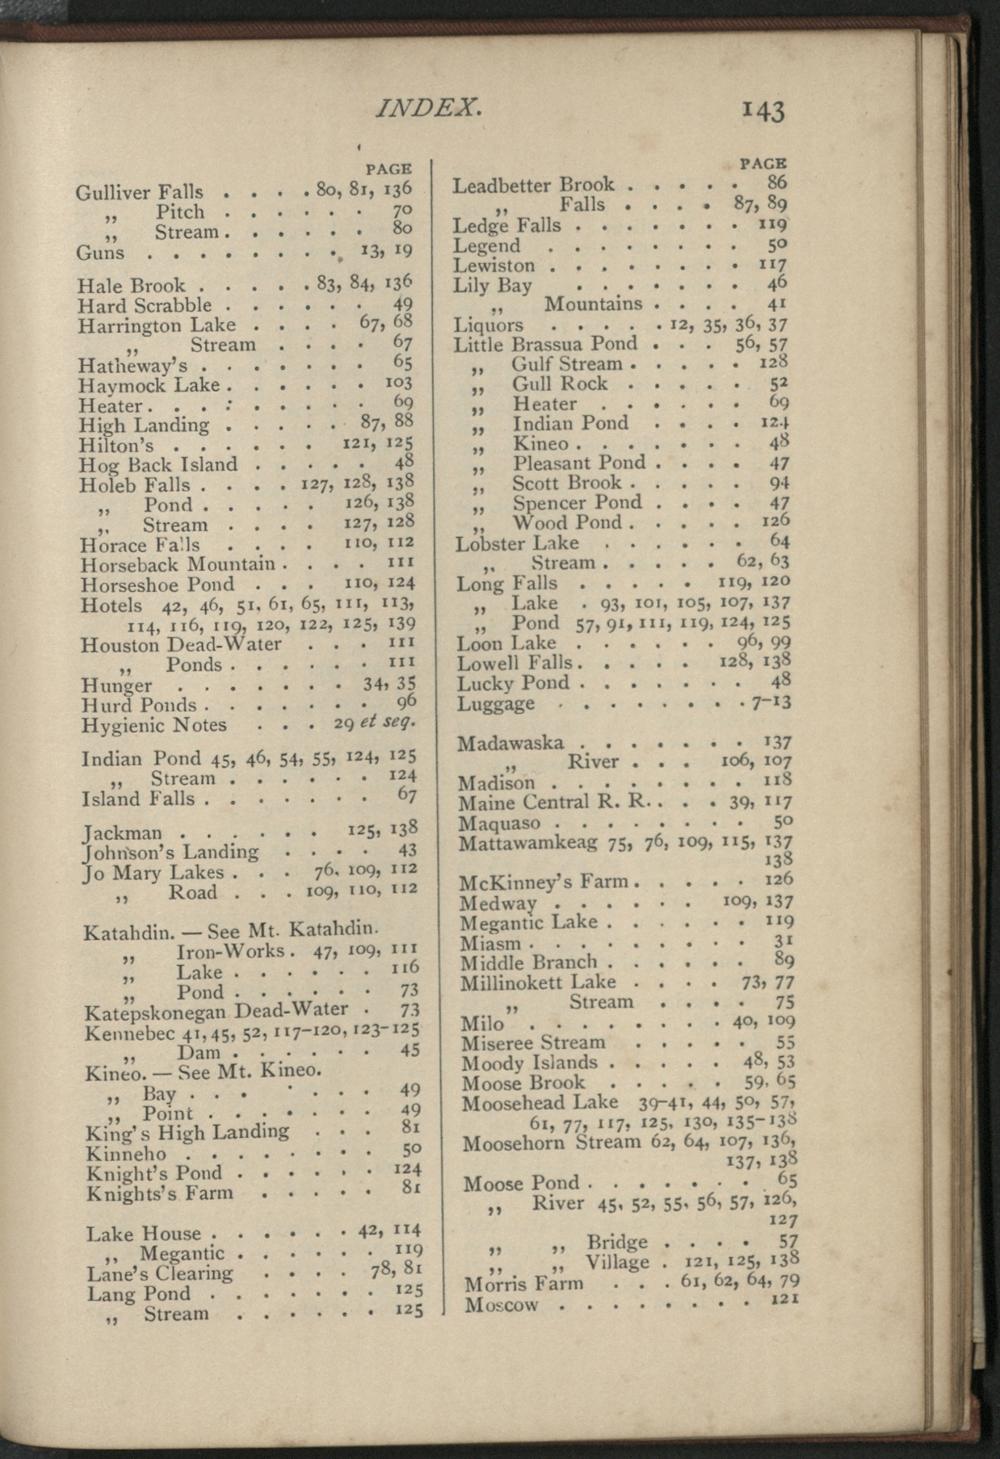 INDEX. 143
PAGE
Gulliver Falls . . . . 80, 81, 136
„ Pitch . . . . . . 70
„ Stream . . . . . . 80
Guns . . . . . . . . . 13, 19
Hale Brook . . . . . 83, 84, 136
Hard Scrabble . . . . . . 49
Harrington Lake . . . . 67, 68
„ Stream . . . . 67
Hatheway's . . . . . . . 65
Haymock Lake . . . . . . 103
Heater . . . . . . . . . 69
High Landing . . . . . 87, 88
Hilton's . . . . . . 121, 125
Hog Back Island . . . . . 48
Holeb Falls . . . . 127, 128, 138
„ Pond . . . . . 126, 138
„ Stream . . . . 127, 128
Horace Falls . . . . 110, 112
Horseback Mountain . . . . 111
Horseshoe Pond . . . 110, 124
Hotels 42, 46, 51, 61, 65, 111, 113,
114, 116, 119, 120, 122, 125, 139
Houston Dead-Water . . . 111
„ Ponds . . . . . . 111
Hunger . . . . . . . 34, 35
Hurd Ponds . . . . . . . 96
Hygienic Notes . . . 29 et seq.
Indian Pond 45, 46, 54, 55, 124, 125
„ Stream . . . . . . 124
Island Falls . . . . . . . 67
Jackman . . . . . . 125, 138
Johnson's Landing . . . . 43
Jo Mary Lakes . . . 76, 109, 112
„ Road . . . 109, 110, 112
Katahdin. — See Mt. Katahdin.
„ Iron-Works . 47, 109, 111
„ Lake . . . . . . 116
„ Pond . . . . . . 73
Katepskonegan Dead-Water . 73
Kennebec 41, 45, 52, 117-120, 123-125
„ Dam . . . . . . 45
Kineo. — See Mt. Kineo.
„ Bay . . . . . . . 49
„ Point . . . . . . . 49
King's High Landing . . . 81
Kinneho . . . . . . . . 50
Knight's Pond . . . . . . 124
Knights's Farm . . . . . 81
Lake House . . . . . . 42, 114
„ Megantic . . . . . . 119
Lane's Clearing . . . . 78, 81
Lang Pond . . . . . . . 125
„ Stream . . . . . . 125
PAGE
Leadbetter Brook . . . . . 86
„ Falls . . . . 87, 89
Ledge Falls . . . . . . . 119
Legend . . . . . . . . 50
Lewiston . . . . . . . . 117
Lily Bay . . . . . . . 46
„ Mountains . . . . 41
Liquors . . . . . 12, 35, 36, 37
Little Brassua Pond . . . 56, 57
„ Gulf Stream . . . . . 128
„ Gull Rock . . . . . 52
„ Heater . . . . . . 69
„ Indian Pond . . . . 124
„ Kineo . . . . . . . 48
„ Pleasant Pond . . . . 47
„ Scott Brook . . . . . 94
„ Spencer Pond . . . . 47
„ Wood Pond . . . . . 126
Lobster Lake . . . . . . 64
„ Stream . . . . . 62, 63
Long Falls . . . . . 119, 120
„ Lake . 93, 101, 105, 107, 137
„ Pond 57, 91, 111, 119, 124, 125
Loon Lake . . . . . . 96, 99
Lowell Falls . . . . . 128, 138
Lucky Pond . . . . . . . 48
Luggage . . . . . . . . 7-13
Madawaska . . . . . . . 137
„ River . . . 106, 107
Madison . . . . . . . . 118
Maine Central R. R. . . . 39, 117
Maquaso . . . . . . . . 50
Mattawamkeag 75, 76, 109, 115, 137
138
McKinney's Farm . . . . . 126
Medway . . . . . . 109, 137
Megantic Lake . . . . . . 119
Miasm . . . . . . . . . 31
Middle Branch . . . . . . 89
Millinokett Lake . . . . 73, 77
„ Stream . . . . 75
Milo . . . . . . . . 40, 109
Miseree Stream . . . . . 55
Moody Islands . . . . . 48, 53
Moose Brook . . . . . 59, 65
Moosehead Lake 39-41, 44, 50, 57,
61, 77, 117, 125, 130, 135-138
Moosehorn Stream 62, 64, 107, 136,
137, 138
Moose Pond . . . . . . . 65
„ River 45, 52, 55, 56, 57, 126,
127
„ „ Bridge . . . . 57
„ „ Village . 121, 125, 138
Morris Farm . . . 61, 62, 64, 79
Moscow . . . . . . . . 121